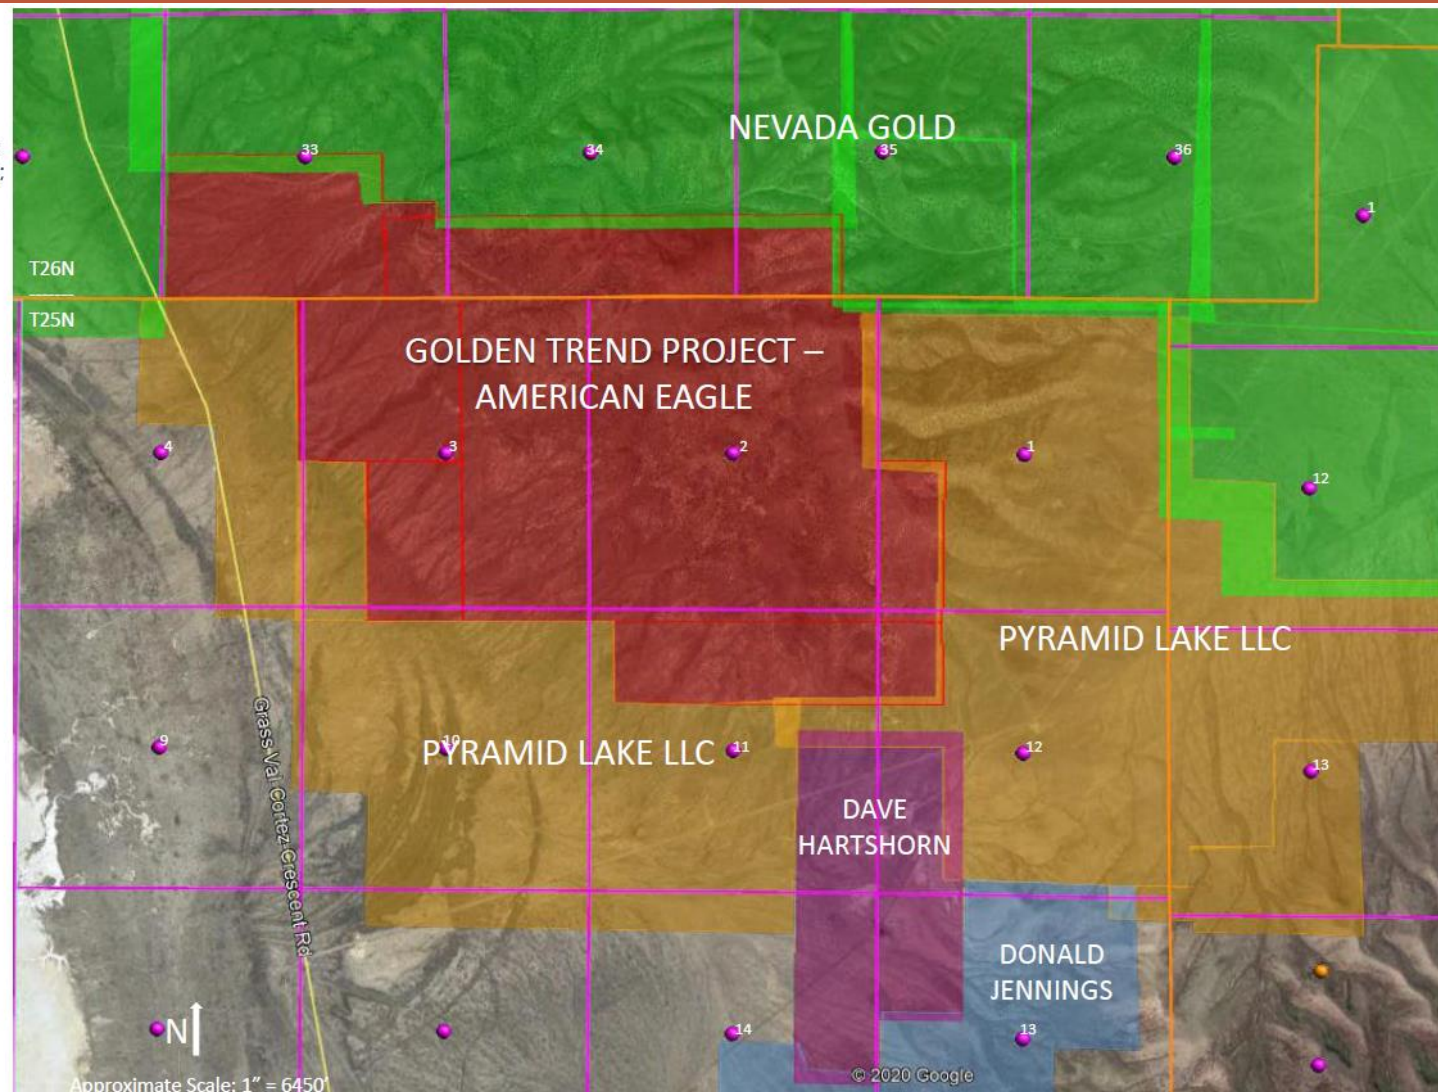 ;
NEVADA GOLD
33
34
35
36
1
T26N
T25N
GOLDEN TREND PROJECT –
AMERICAN EAGLE
4
3
2
1
12
PYRAMID LAKE LLC
Grass Val Cortez-Crescent Rd
9
10
PYRAMID LAKE LLC
11
12
13
DAVE
HARTSHORN
DONALD
JENNINGS
N
14
13
Approximate Scale: 1” = 6450’
© 2020 Google